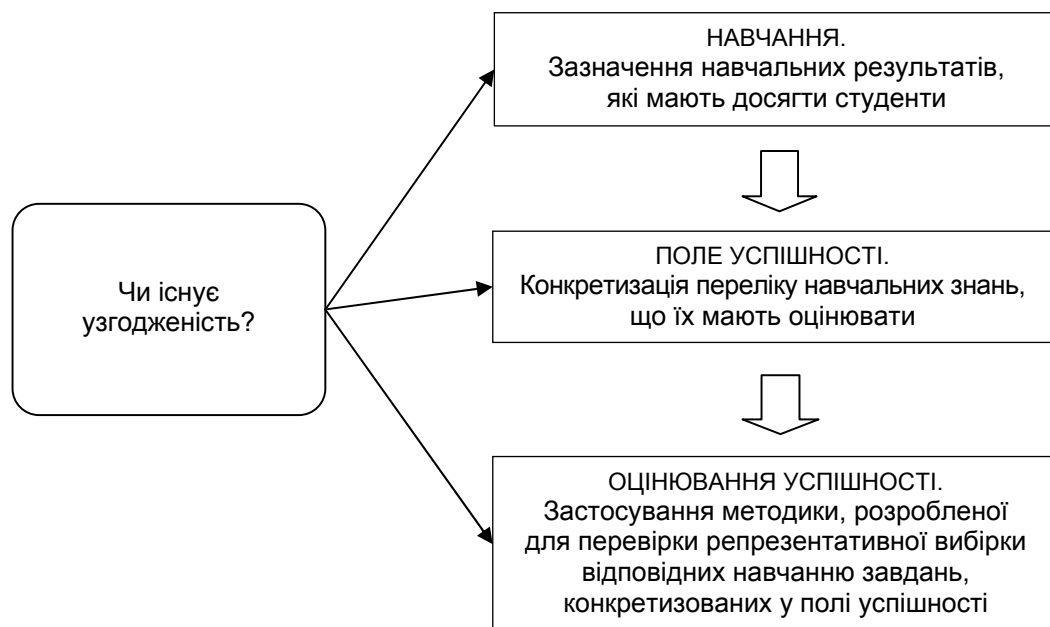 Чи існує
узгодженість?
НАВЧАННЯ.
Зазначення навчальних результатів,
які мають досягти студенти
ПОЛЕ УСПІШНОСТІ.
Конкретизація переліку навчальних знань,
що їх мають оцінювати
ОЦІНЮВАННЯ УСПІШНОСТІ.
Застосування методики, розробленої
для перевірки репрезентативної вибірки
відповідних навчанню завдань,
конкретизованих у полі успішності